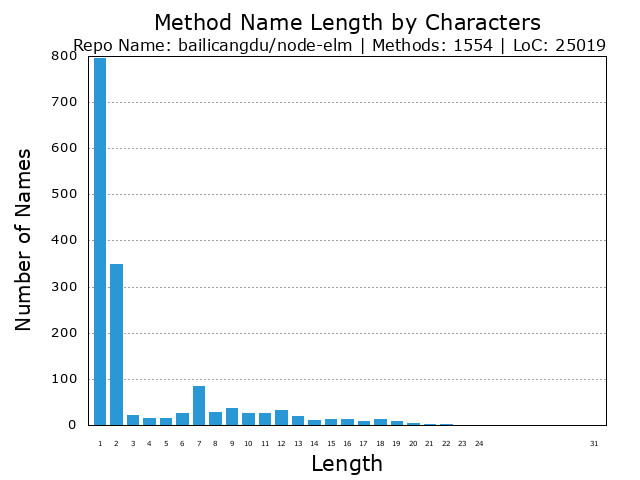 Method Name Length by Characters
Repo Name: bailicangdu/node-elm | Methods: 1554 | LoC: 25019
800
700
600
500
400
300
200
100
0
Number of Names
1 2 3 4 5 6 7 8 9 10 11 12 13 14 15 16 17 18 19 20 21 22 23 24 31
Length